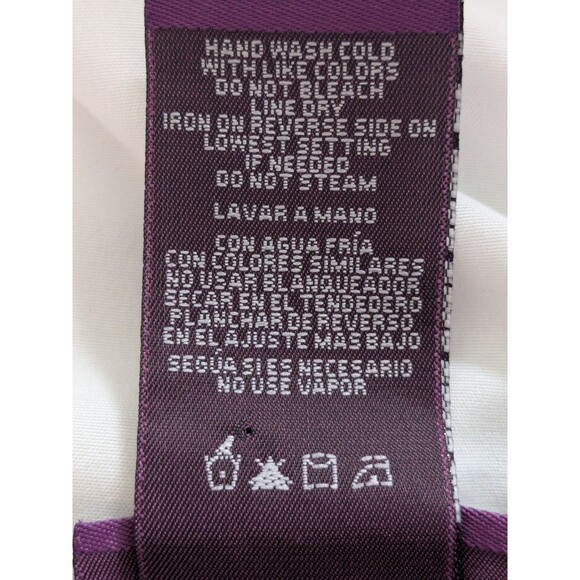 HAND WASH COLD
WITH LIKE COLORS
DO NOT BLEACH
LINE DRY
IRON ON REVERSE SIDE ON
LOWEST SETTING
IF NEEDED
DO NOT STEAM
LAVAR A MANO
CON AGUA FRÍA
CON COLORES SIMILARES
NO USAR BLANQUEADOR
SECAR EN EL TENDEDERO
PLANCHAR DE REVERSO
EN EL AJUSTE MAS BAJO
SEGÚA SI ES NECESARIO
NO USE VAPOR